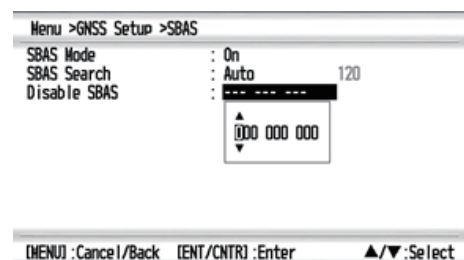 Menu >GNSS Setup >SBAS
SBAS Mode : On
SBAS Search : Auto 120
Disable SBAS : --- --- ---
▲
000 000 000
▼
[MENU] :Cancel/Back [ENT/CNTR] :Enter ▲/▼:Select